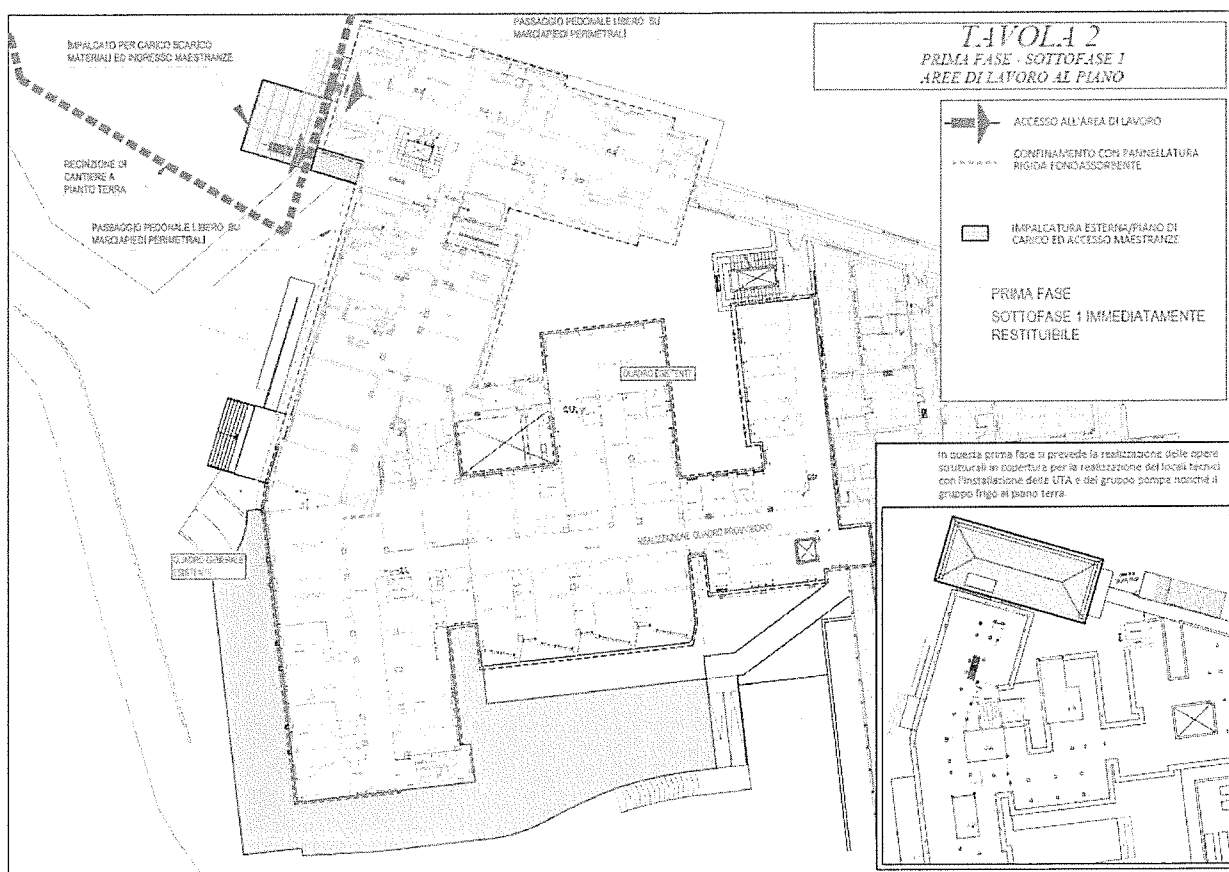 TAVOLA 2
PRIMA FASE - SOTTOFASE 1
AREE DI LAVORO AL PIANO
PASSAGGIO PEDONALE LIBERO SU
MARCIAPIEDI PERIMETRALI
IMPALCATO PER CARICO SCARICO
MATERIALI ED INGRESSO MAESTRANZE
RECINZIONE DI
CANTIERE A
PIANTO TERRA
PASSAGGIO PEDONALE LIBERO SU
MARCIAPIEDI PERIMETRALI
ACCESSO ALL'AREA DI LAVORO
CONFINAMENTO CON PANNELLATURA
RIGIDA FONOASSORBENTE
IMPALCATURA ESTERNA/PIANO DI
CARICO ED ACCESSO MAESTRANZE
PRIMA FASE
SOTTOFASE 1 IMMEDIATAMENTE
RESTITUIBILE
QUADRO ESISTENTI
REALIZZAZIONE QUADRO PROVVISORIO
QUADRO GENERALE
ESISTENTE
In questa prima fase si prevede la realizzazione delle opere
strutturali in copertura per la realizzazione dei locali tecnici
con l'installazione delle UTA e del gruppo pompe nonché il
gruppo frigo al piano terra.